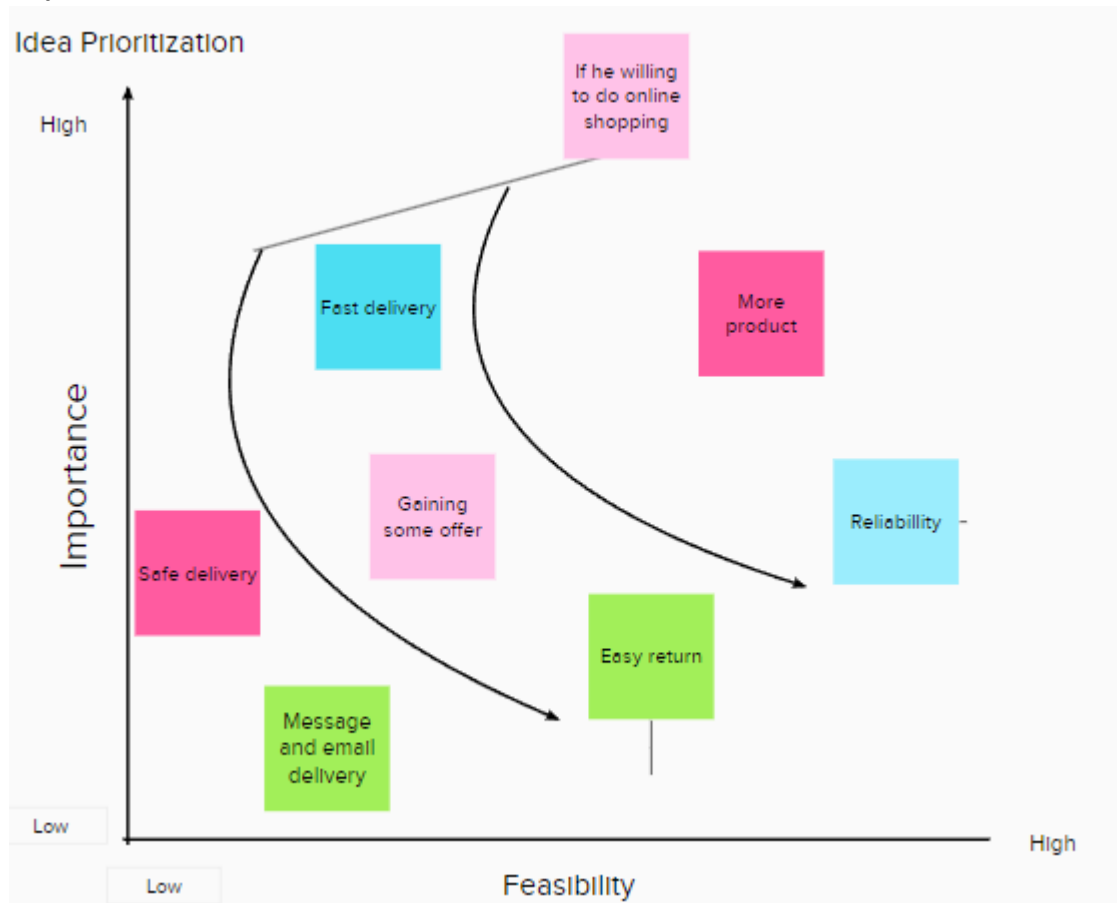 Idea Prioritization
If he willing
to do online
shopping
High
Fast delivery
More
product
Importance
Gaining
some offer
Reliabillity
Safe delivery
Easy return
Message
and email
delivery
Low
High
Low
Feasibility